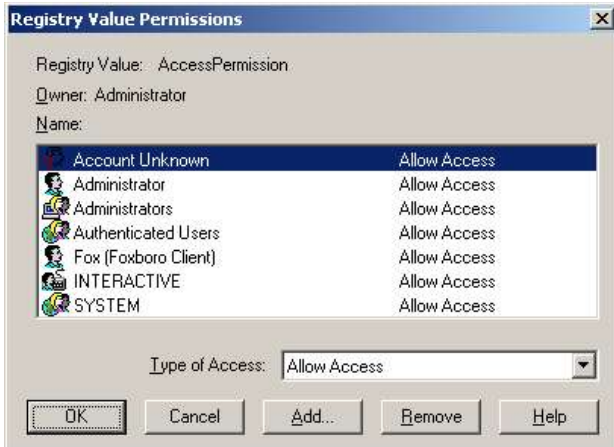 Registry Value Permissions
Registry Value: AccessPermission
Owner: Administrator
Name:
Account Unknown Allow Access
Administrator Allow Access
Administrators Allow Access
Authenticated Users Allow Access
Fox (Foxboro Client) Allow Access
INTERACTIVE Allow Access
SYSTEM Allow Access
Type of Access: Allow Access
OK Cancel Add... Remove Help